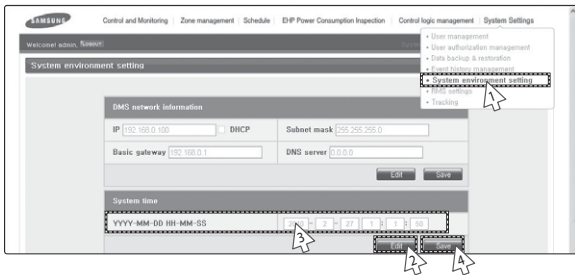 SAMSUNG Control and Monitoring Zone management Schedule EHP Power Consumption Inspection Control logic management System Settings
Welcome! admin,
• User management
• User authorization management
• Data backup & restoration
• Event history management
• System environment setting
• RMS settings
• Tracking
System environment setting
1
DMS network information
IP 192.168.0.100 DHCP Subnet mask 255.255.255.0
Basic gateway 192.168.0.1 DNS server 0.0.0.0
Edit Save
System time
YYYY-MM-DD HH-MM-SS - 2 - 27 1 : 1 :
3
Edit Save
2 4